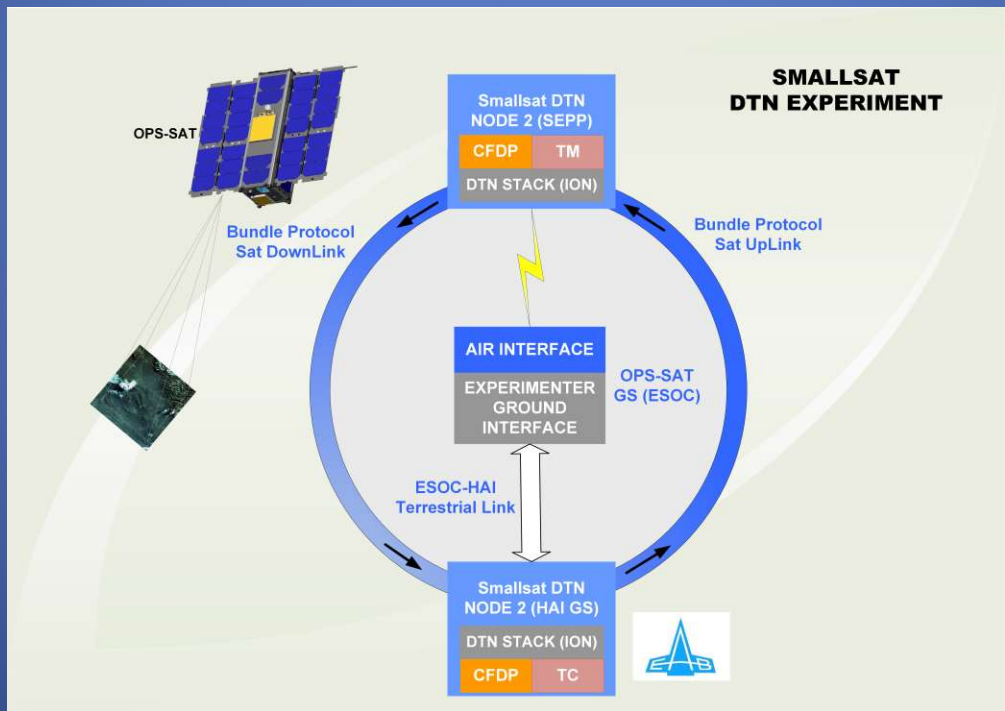 SMALLSAT
DTN EXPERIMENT
OPS-SAT
Smallsat DTN
NODE 2 (SEPP)
CFDP TM
DTN STACK (ION)
Bundle Protocol
Sat DownLink
Bundle Protocol
Sat UpLink
AIR INTERFACE
EXPERIMENTER
GROUND
INTERFACE
OPS-SAT
GS (ESOC)
ESOC-HAI
Terrestrial Link
Smallsat DTN
NODE 2 (HAI GS)
DTN STACK (ION)
CFDP TC
EAB